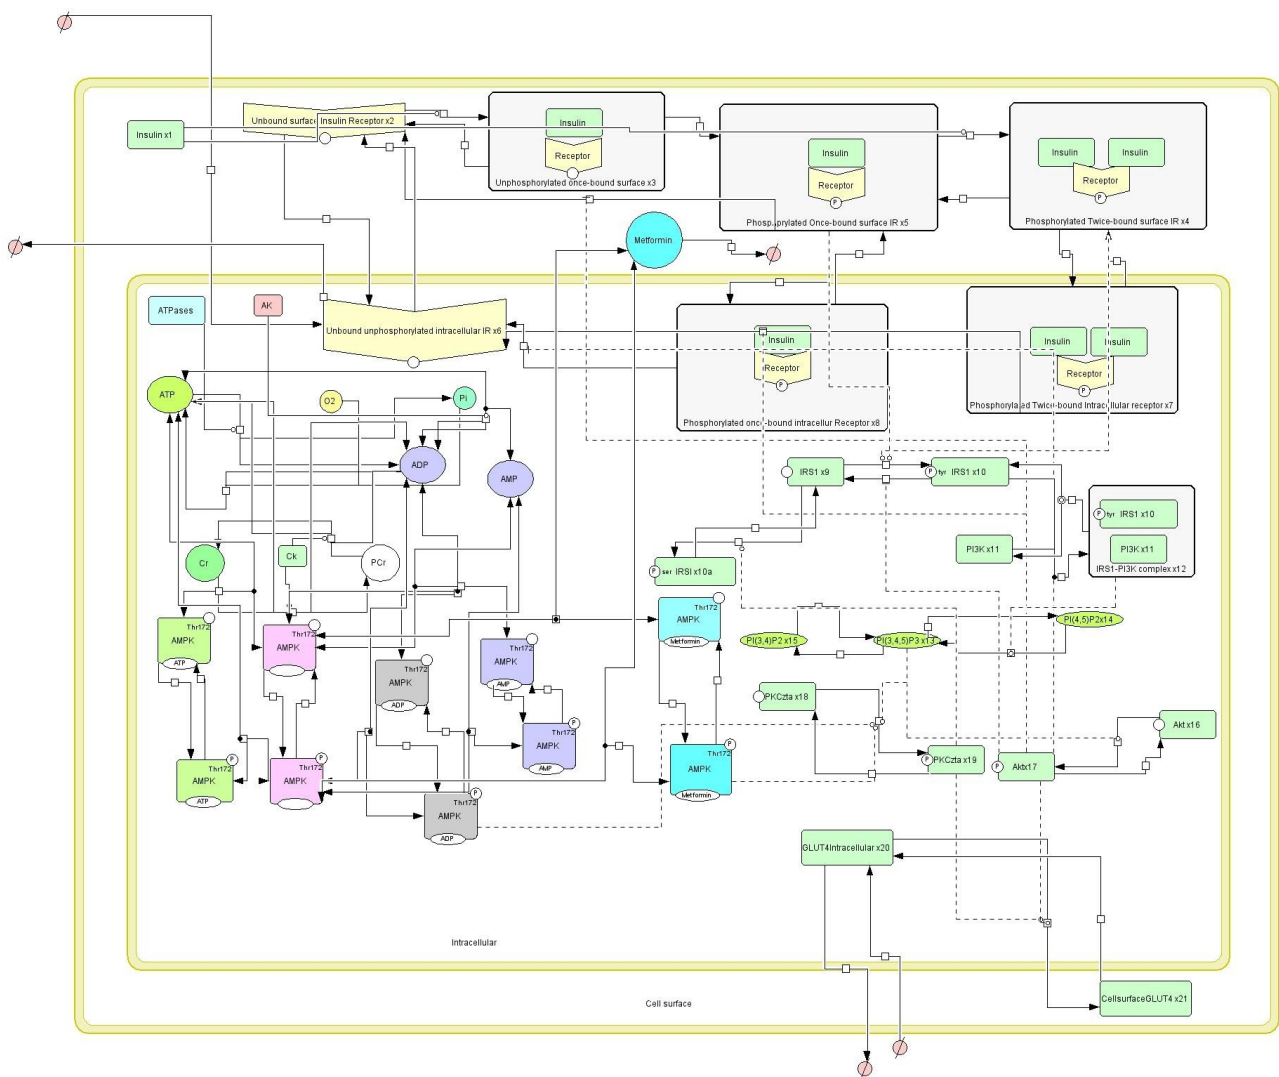 Insulin x1
Unbound surfac Insulin Receptor x2
Insulin
Receptor
Unphosphorylated once-bound surface x3
Insulin
Receptor
P
Phosphorylated Once-bound surface IR x5
Insulin
Insulin
Receptor
P
Phosphorylated Twice-bound surface IR x4
Metformin
ATPases
AK
Unbound unphosphorylated intracellular IR x6
Insulin
Receptor
P
Phosphorylated once-bound intracellur Receptor x8
Insulin
Insulin
Receptor
P
Phosphorylated Twice-bound Intracellular receptor x7
ATP
O2
Pi
ADP
AMP
IRS1 x9
P
tyr
IRS1 x10
P
tyr
IRS1 x10
PI3K x11
PI3K x11
IRS1-PI3K complex x12
Cr
Ck
PCr
P
ser
IRSI x10a
Thr172
AMPK
ATP
Thr172
AMPK
Thr172
AMPK
ADP
Thr172
AMPK
AMP
Thr172
AMPK
Metformin
PI(3,4)P2 x15
PI(3,4,5)P3 x13
PI(4,5)P2x14
PKCzta x18
Akt x16
P
Thr172
AMPK
ATP
P
Thr172
AMPK
P
Thr172
AMPK
ADP
P
AMPK
AMP
P
Thr172
AMPK
Metformin
P
PKCzta x19
P
Aktx17
GLUT4Intracellular x20
Intracellular
Cell surface
CellsurfaceGLUT4 x21